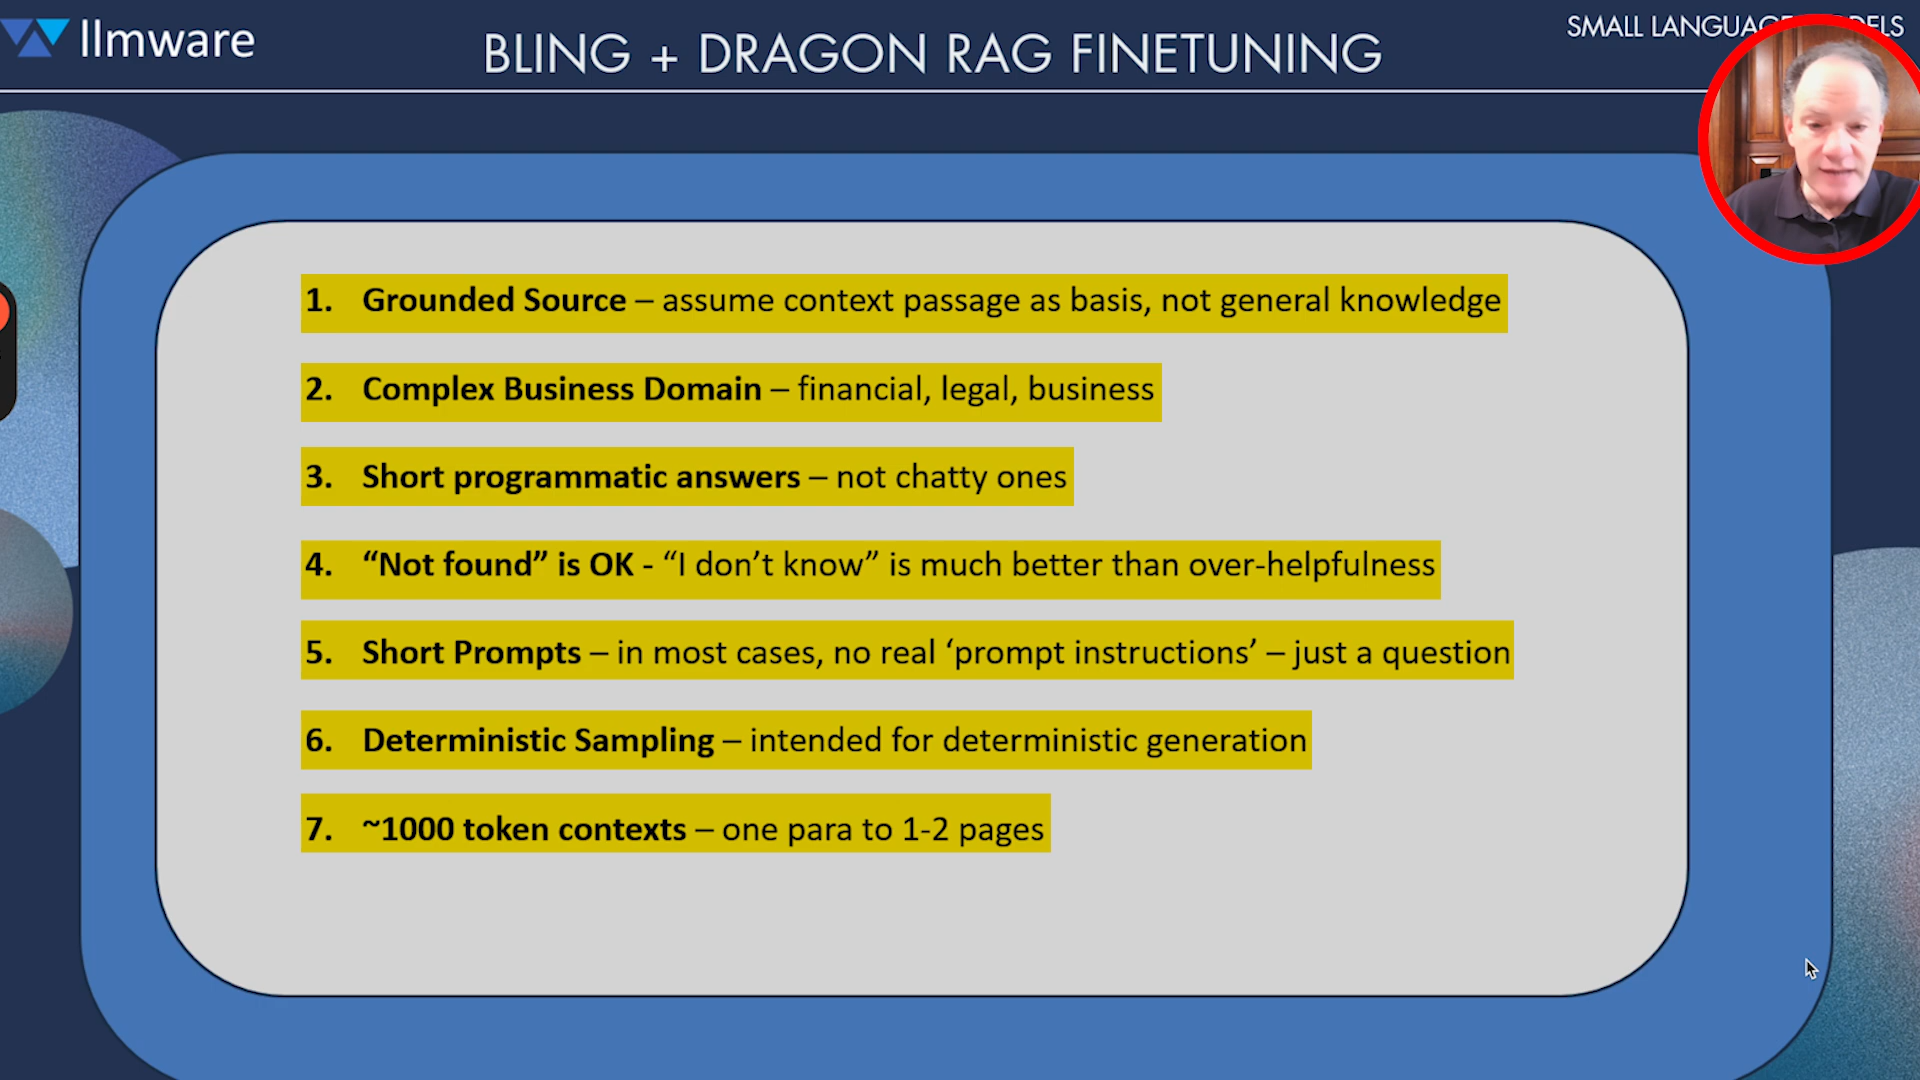 llmware
BLING + DRAGON RAG FINETUNING
SMALL LANGUAGE MODELS
1. Grounded Source – assume context passage as basis, not general knowledge
2. Complex Business Domain – financial, legal, business
3. Short programmatic answers – not chatty ones
4. “Not found” is OK - “I don’t know” is much better than over-helpfulness
5. Short Prompts – in most cases, no real ‘prompt instructions’ – just a question
6. Deterministic Sampling – intended for deterministic generation
7. ~1000 token contexts – one para to 1-2 pages